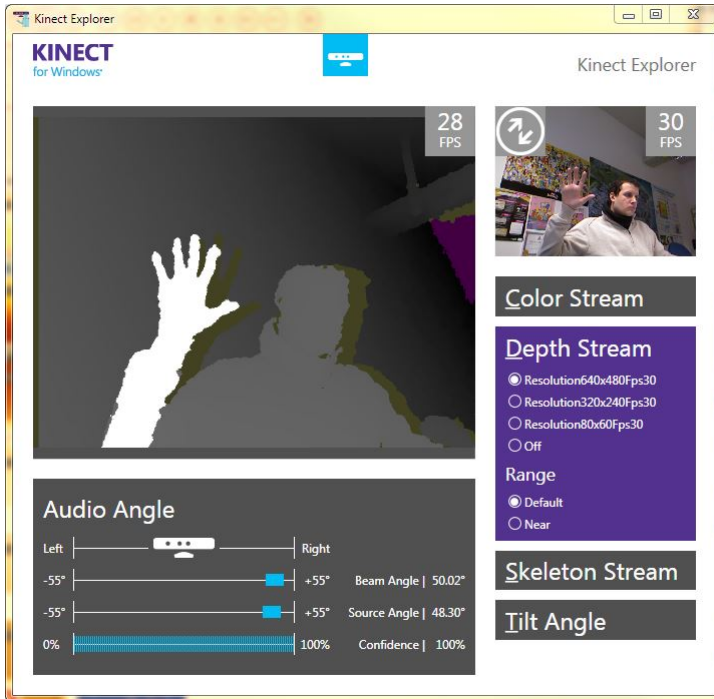 Kinect Explorer
KINECT
for Windows
Kinect Explorer
28
FPS
30
FPS
Color Stream
Depth Stream
Resolution640x480Fps30
Resolution320x240Fps30
Resolution80x60Fps30
Off
Range
Default
Near
Skeleton Stream
Tilt Angle
Audio Angle
Left Right
-55° +55° Beam Angle | 50.02°
-55° +55° Source Angle | 48.30°
0% 100% Confidence | 100%